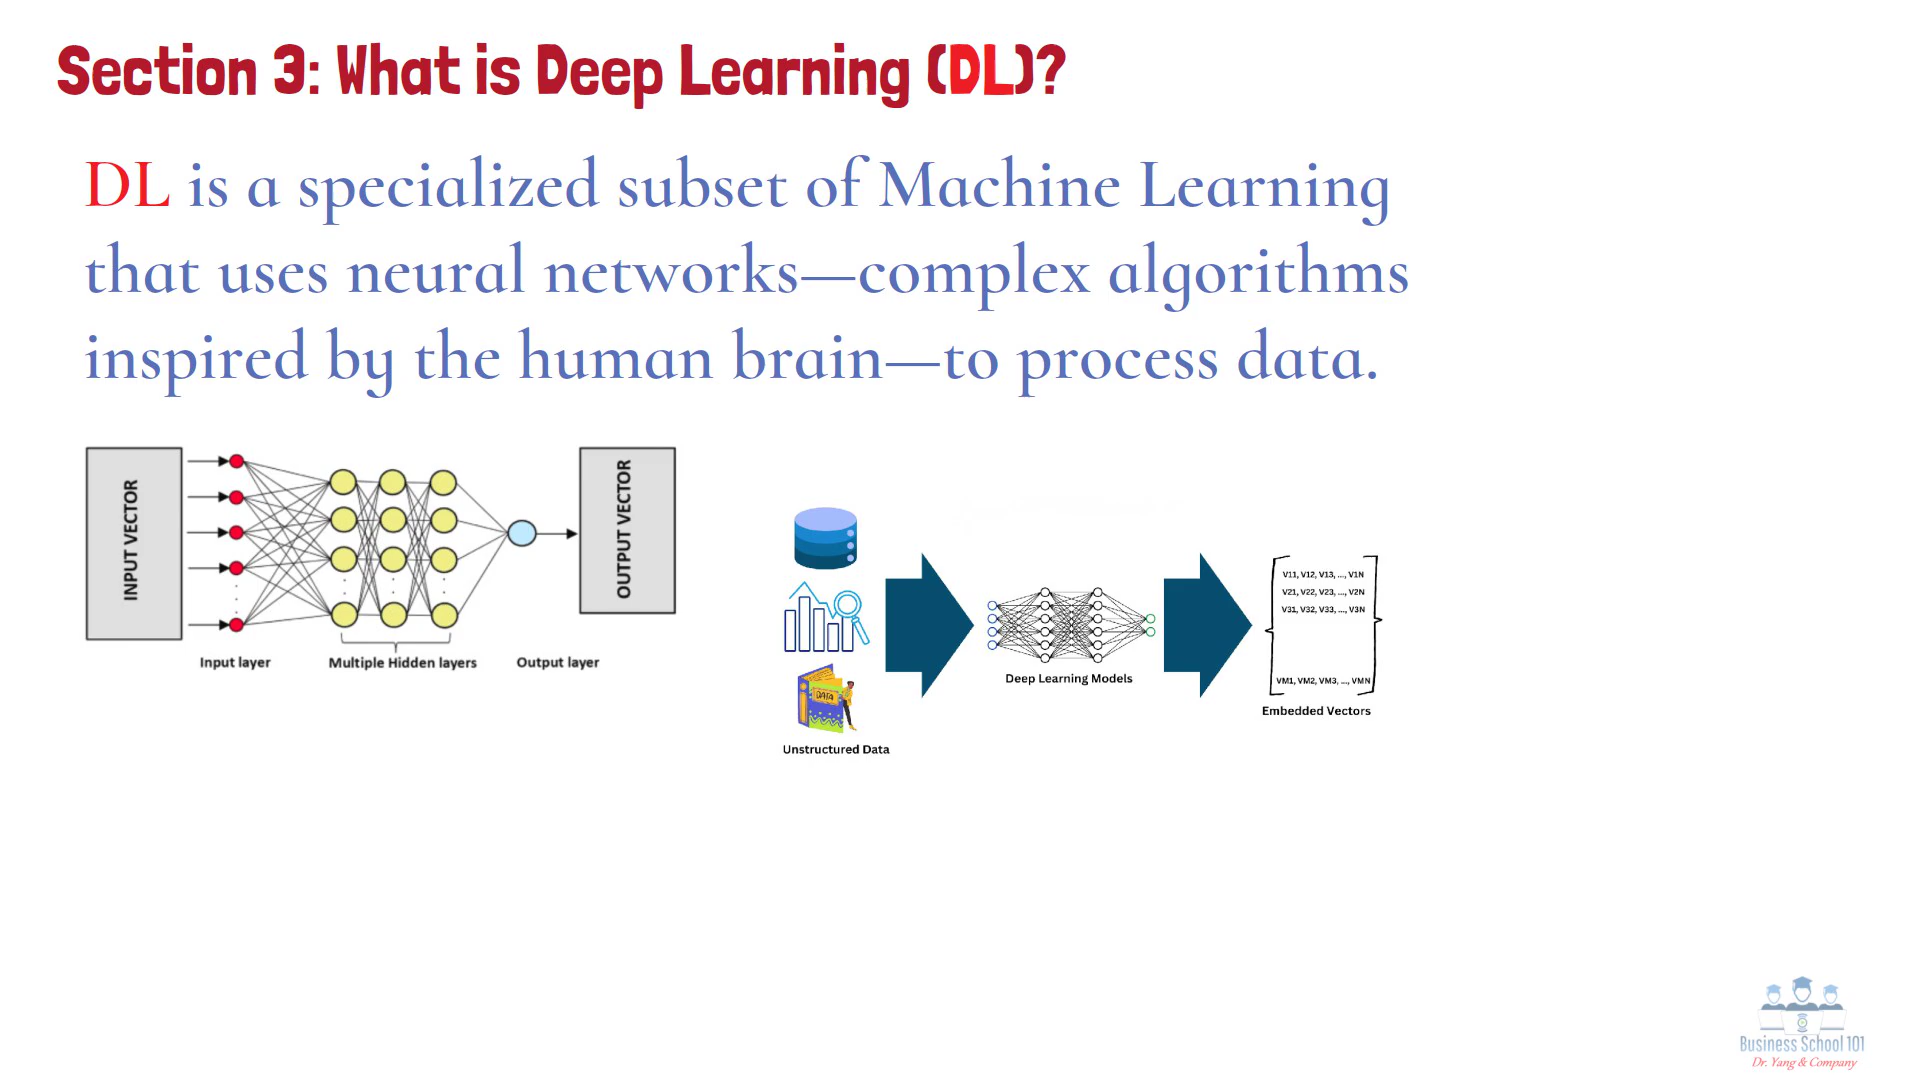 Section 3: What is Deep Learning (DL)?
DL is a specialized subset of Machine Learning
that uses neural networks—complex algorithms
inspired by the human brain—to process data.
INPUT VECTOR
OUTPUT VECTOR
Input layer
Multiple Hidden layers
Output layer
DATA
Unstructured Data
Deep Learning Models
V11, V12, V13, ..., V1N
V21, V22, V23, ..., V2N
V31, V32, V33, ..., V3N
VM1, VM2, VM3, ..., VMN
Embedded Vectors
Business School 101
Dr. Yang & Company